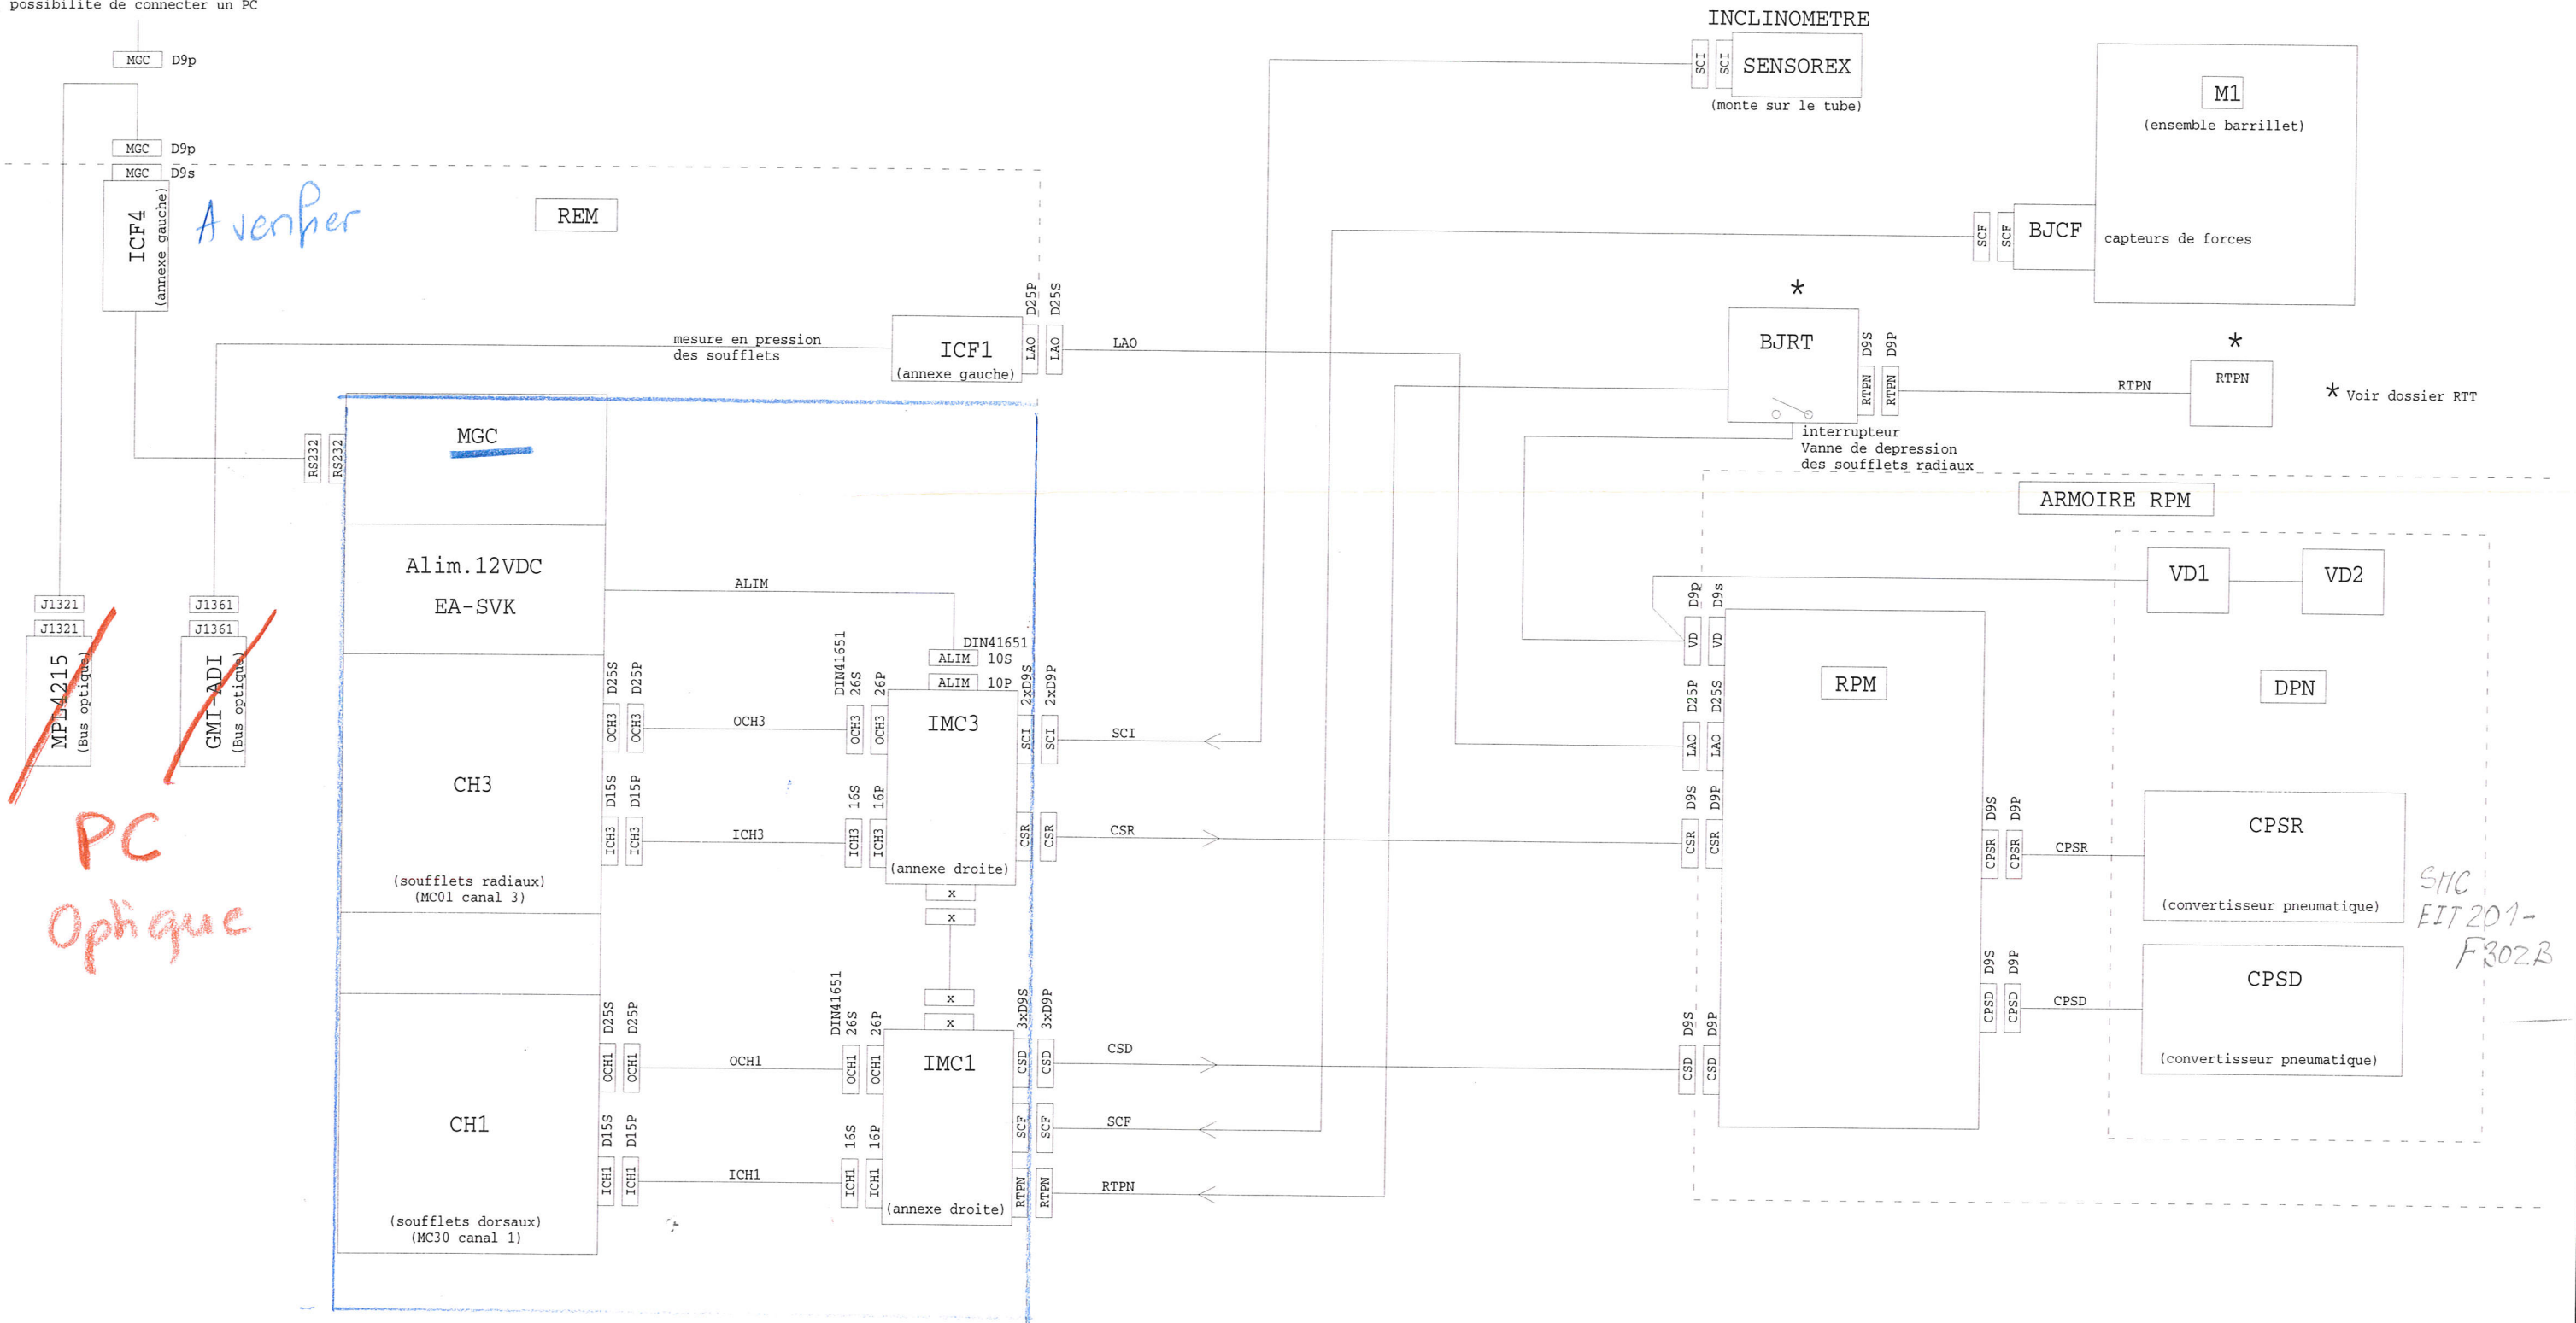 possibilite de connecter un PC
MGC D9p
MGC D9p
MGC D9s
ICF4
(annexe gauche)
A verifier
REM
INCLINOMETRE
SCI
SCI
SENSOREX
(monte sur le tube)
M1
(ensemble barrillet)
SCF
SCF
BJCF
capteurs de forces
mesure en pression
des soufflets
ICF1
(annexe gauche)
D25P
D25S
LAO
LAO
LAO
*
BJRT
D9S
D9P
RTPN
RTPN
RTPN
*
RTPN
* Voir dossier RTT
interrupteur
Vanne de depression
des soufflets radiaux
RS232
RS232
MGC
Alim.12VDC
EA-SVK
ALIM
DIN41651
ALIM 10S
ALIM 10P
J1321
J1321
MPL4215
(Bus optique)
J1361
J1361
GMI-ADI
(Bus optique)
PC
Optique
CH3
(soufflets radiaux)
(MC01 canal 3)
D25S
D25P
OCH3
OCH3
OCH3
DIN41651
26S
26P
OCH3
OCH3
D15S
D15P
ICH3
ICH3
ICH3
16S
16P
ICH3
ICH3
IMC3
(annexe droite)
2xD9S
2xD9P
SCI
SCI
SCI
CSR
CSR
CSR
x
x
x
x
CH1
(soufflets dorsaux)
(MC30 canal 1)
D25S
D25P
OCH1
OCH1
OCH1
DIN41651
26S
26P
OCH1
OCH1
D15S
D15P
ICH1
ICH1
ICH1
16S
16P
ICH1
ICH1
IMC1
(annexe droite)
3xD9S
3xD9P
CSD
CSD
CSD
SCF
SCF
SCF
RTPN
RTPN
RTPN
ARMOIRE RPM
D9p
D9s
VD
VD
D25P
D25S
LAO
LAO
D9S
D9P
CSR
CSR
D9S
D9P
CSD
CSD
RPM
VD1
VD2
DPN
D9S
D9P
CPSR
CPSR
CPSR
CPSR
(convertisseur pneumatique)
SMC
EIT201-
F302B
D9S
D9P
CPSD
CPSD
CPSD
CPSD
(convertisseur pneumatique)